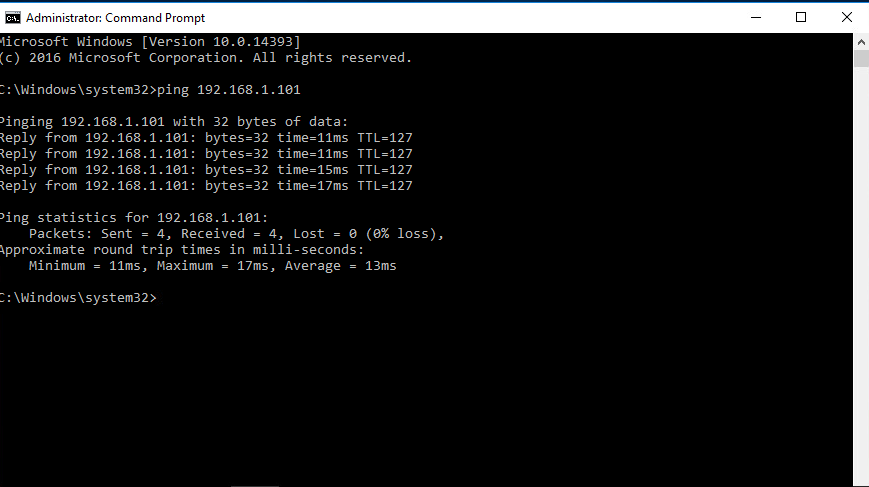 Administrator: Command Prompt
Microsoft Windows [Version 10.0.14393]
(c) 2016 Microsoft Corporation. All rights reserved.
C:\Windows\system32>ping 192.168.1.101
Pinging 192.168.1.101 with 32 bytes of data:
Reply from 192.168.1.101: bytes=32 time=11ms TTL=127
Reply from 192.168.1.101: bytes=32 time=11ms TTL=127
Reply from 192.168.1.101: bytes=32 time=15ms TTL=127
Reply from 192.168.1.101: bytes=32 time=17ms TTL=127
Ping statistics for 192.168.1.101:
    Packets: Sent = 4, Received = 4, Lost = 0 (0% loss),
Approximate round trip times in milli-seconds:
    Minimum = 11ms, Maximum = 17ms, Average = 13ms
C:\Windows\system32>